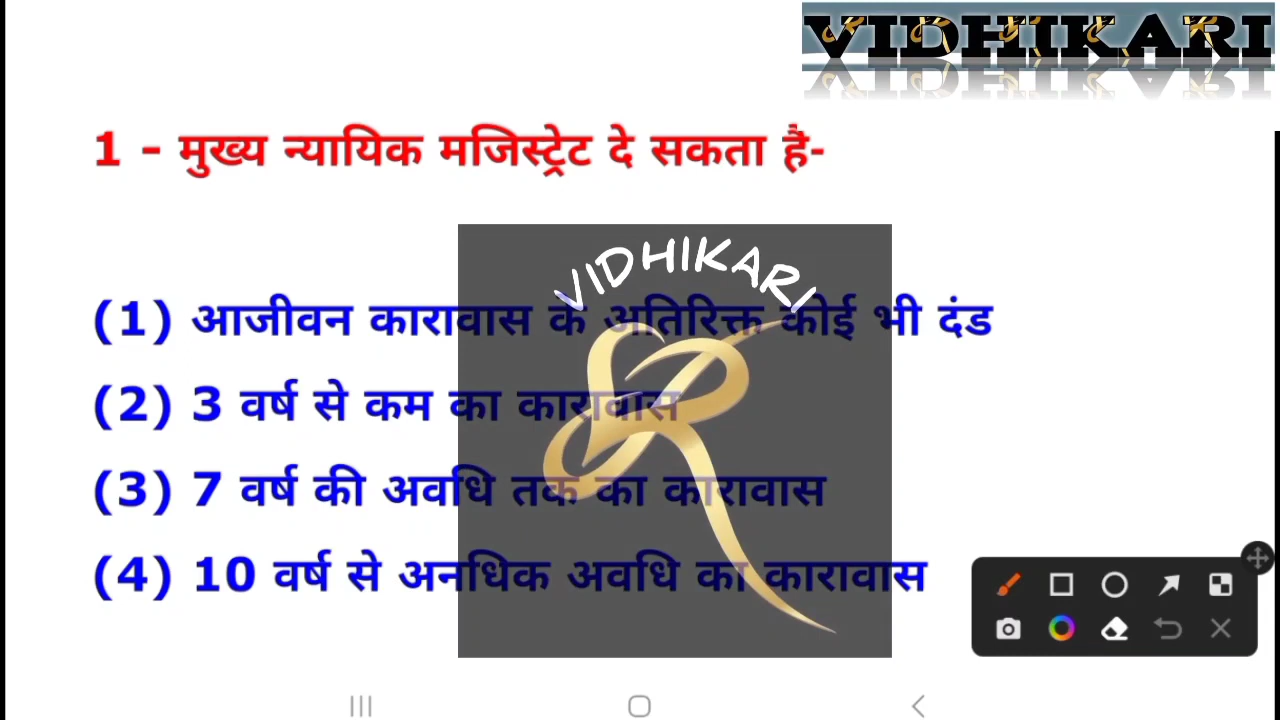 VIDHIKARI
1 - मुख्य न्यायिक मजिस्ट्रेट दे सकता है-
VIDHIKARI
(1) आजीवन कारावास के अतिरिक्त कोई भी दंड
(2) 3 वर्ष से कम का कारावास
(3) 7 वर्ष की अवधि तक का कारावास
(4) 10 वर्ष से अनधिक अवधि का कारावास